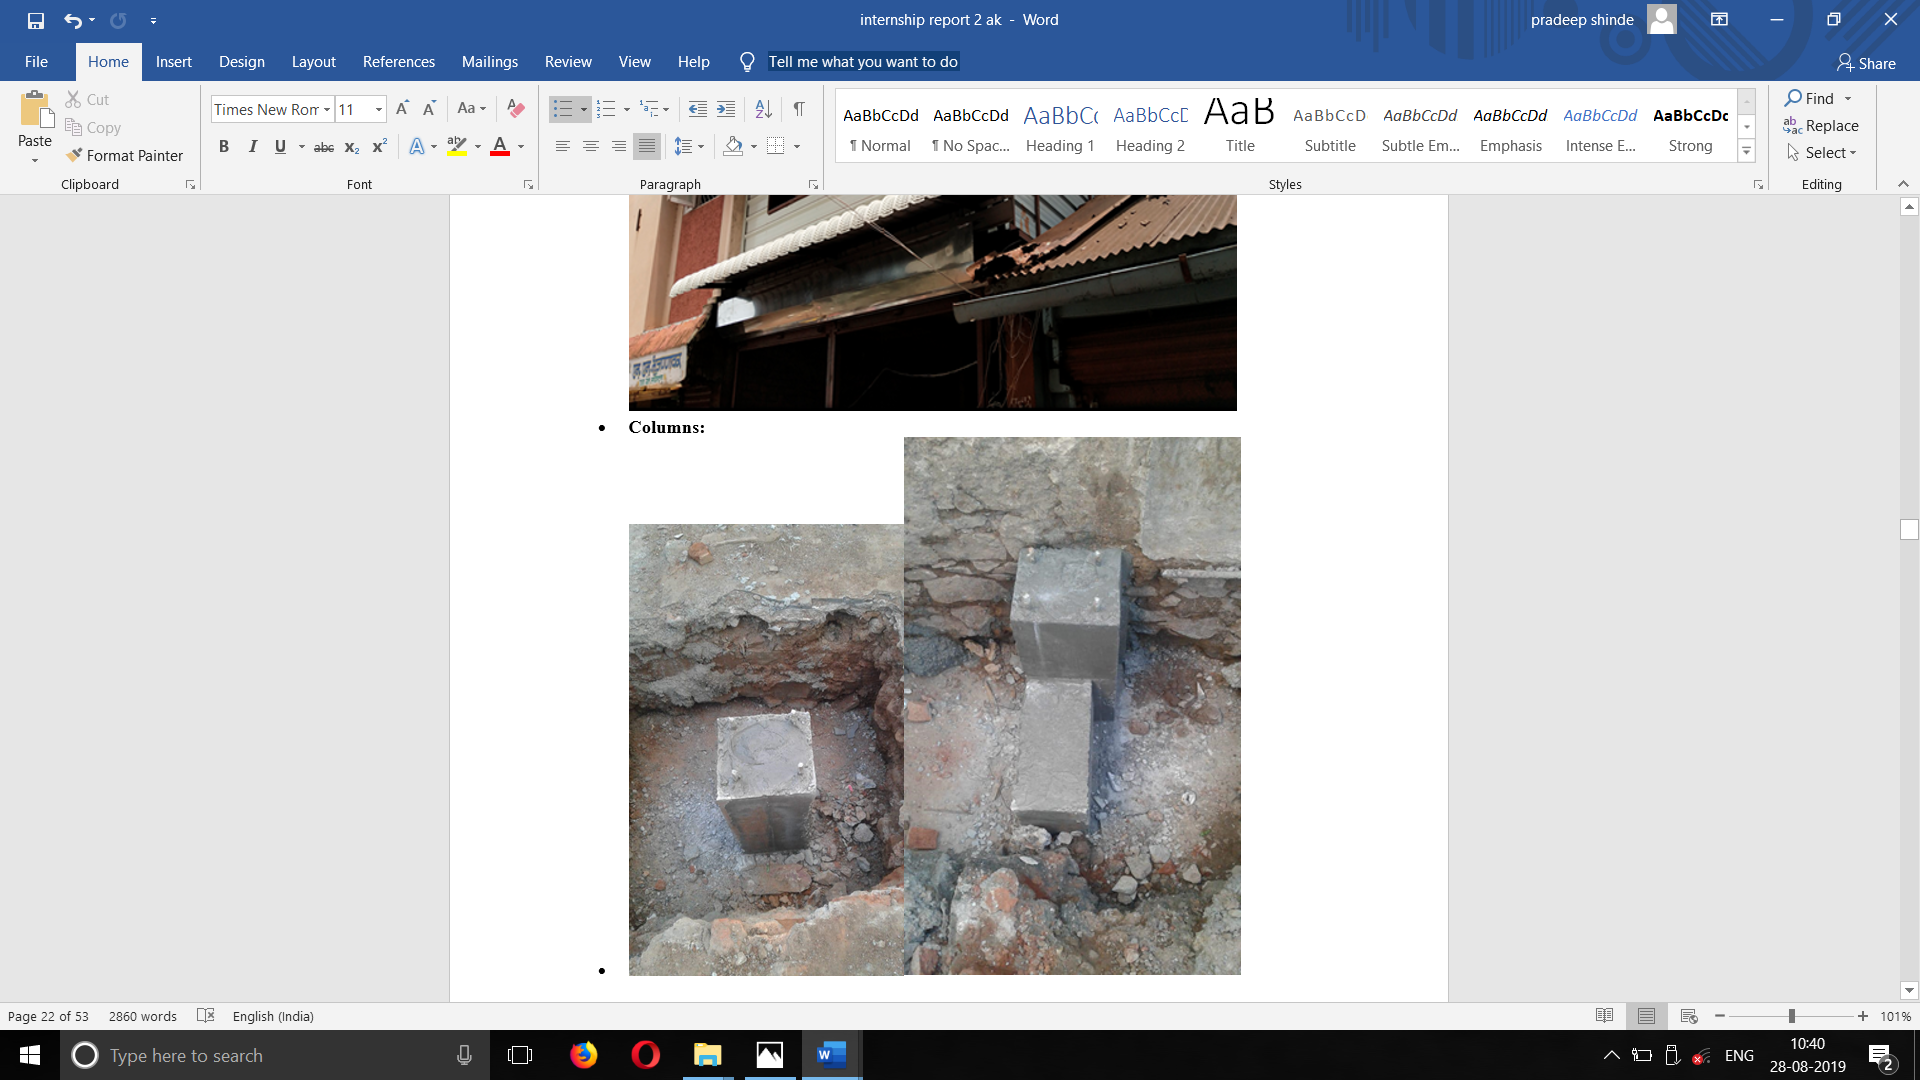 internship report 2 ak - Word
pradeep shinde
File Home Insert Design Layout References Mailings Review View Help Tell me what you want to do Share
Paste
Cut
Copy
Format Painter
Clipboard
Times New Ror 11
Font
Paragraph
AaBbCcDd AaBbCcDd AaBbCc AaBbCcD AaB AaBbCcD AaBbCcDd AaBbCcDd AaBbCcDd AaBbCcDc
¶ Normal ¶ No Spac... Heading 1 Heading 2 Title Subtitle Subtle Em... Emphasis Intense E... Strong
Styles
Find
Replace
Select
Editing
• Columns:
•
Page 22 of 53 2860 words English (India) 101%
Type here to search
ENG
10:40
28-08-2019
2